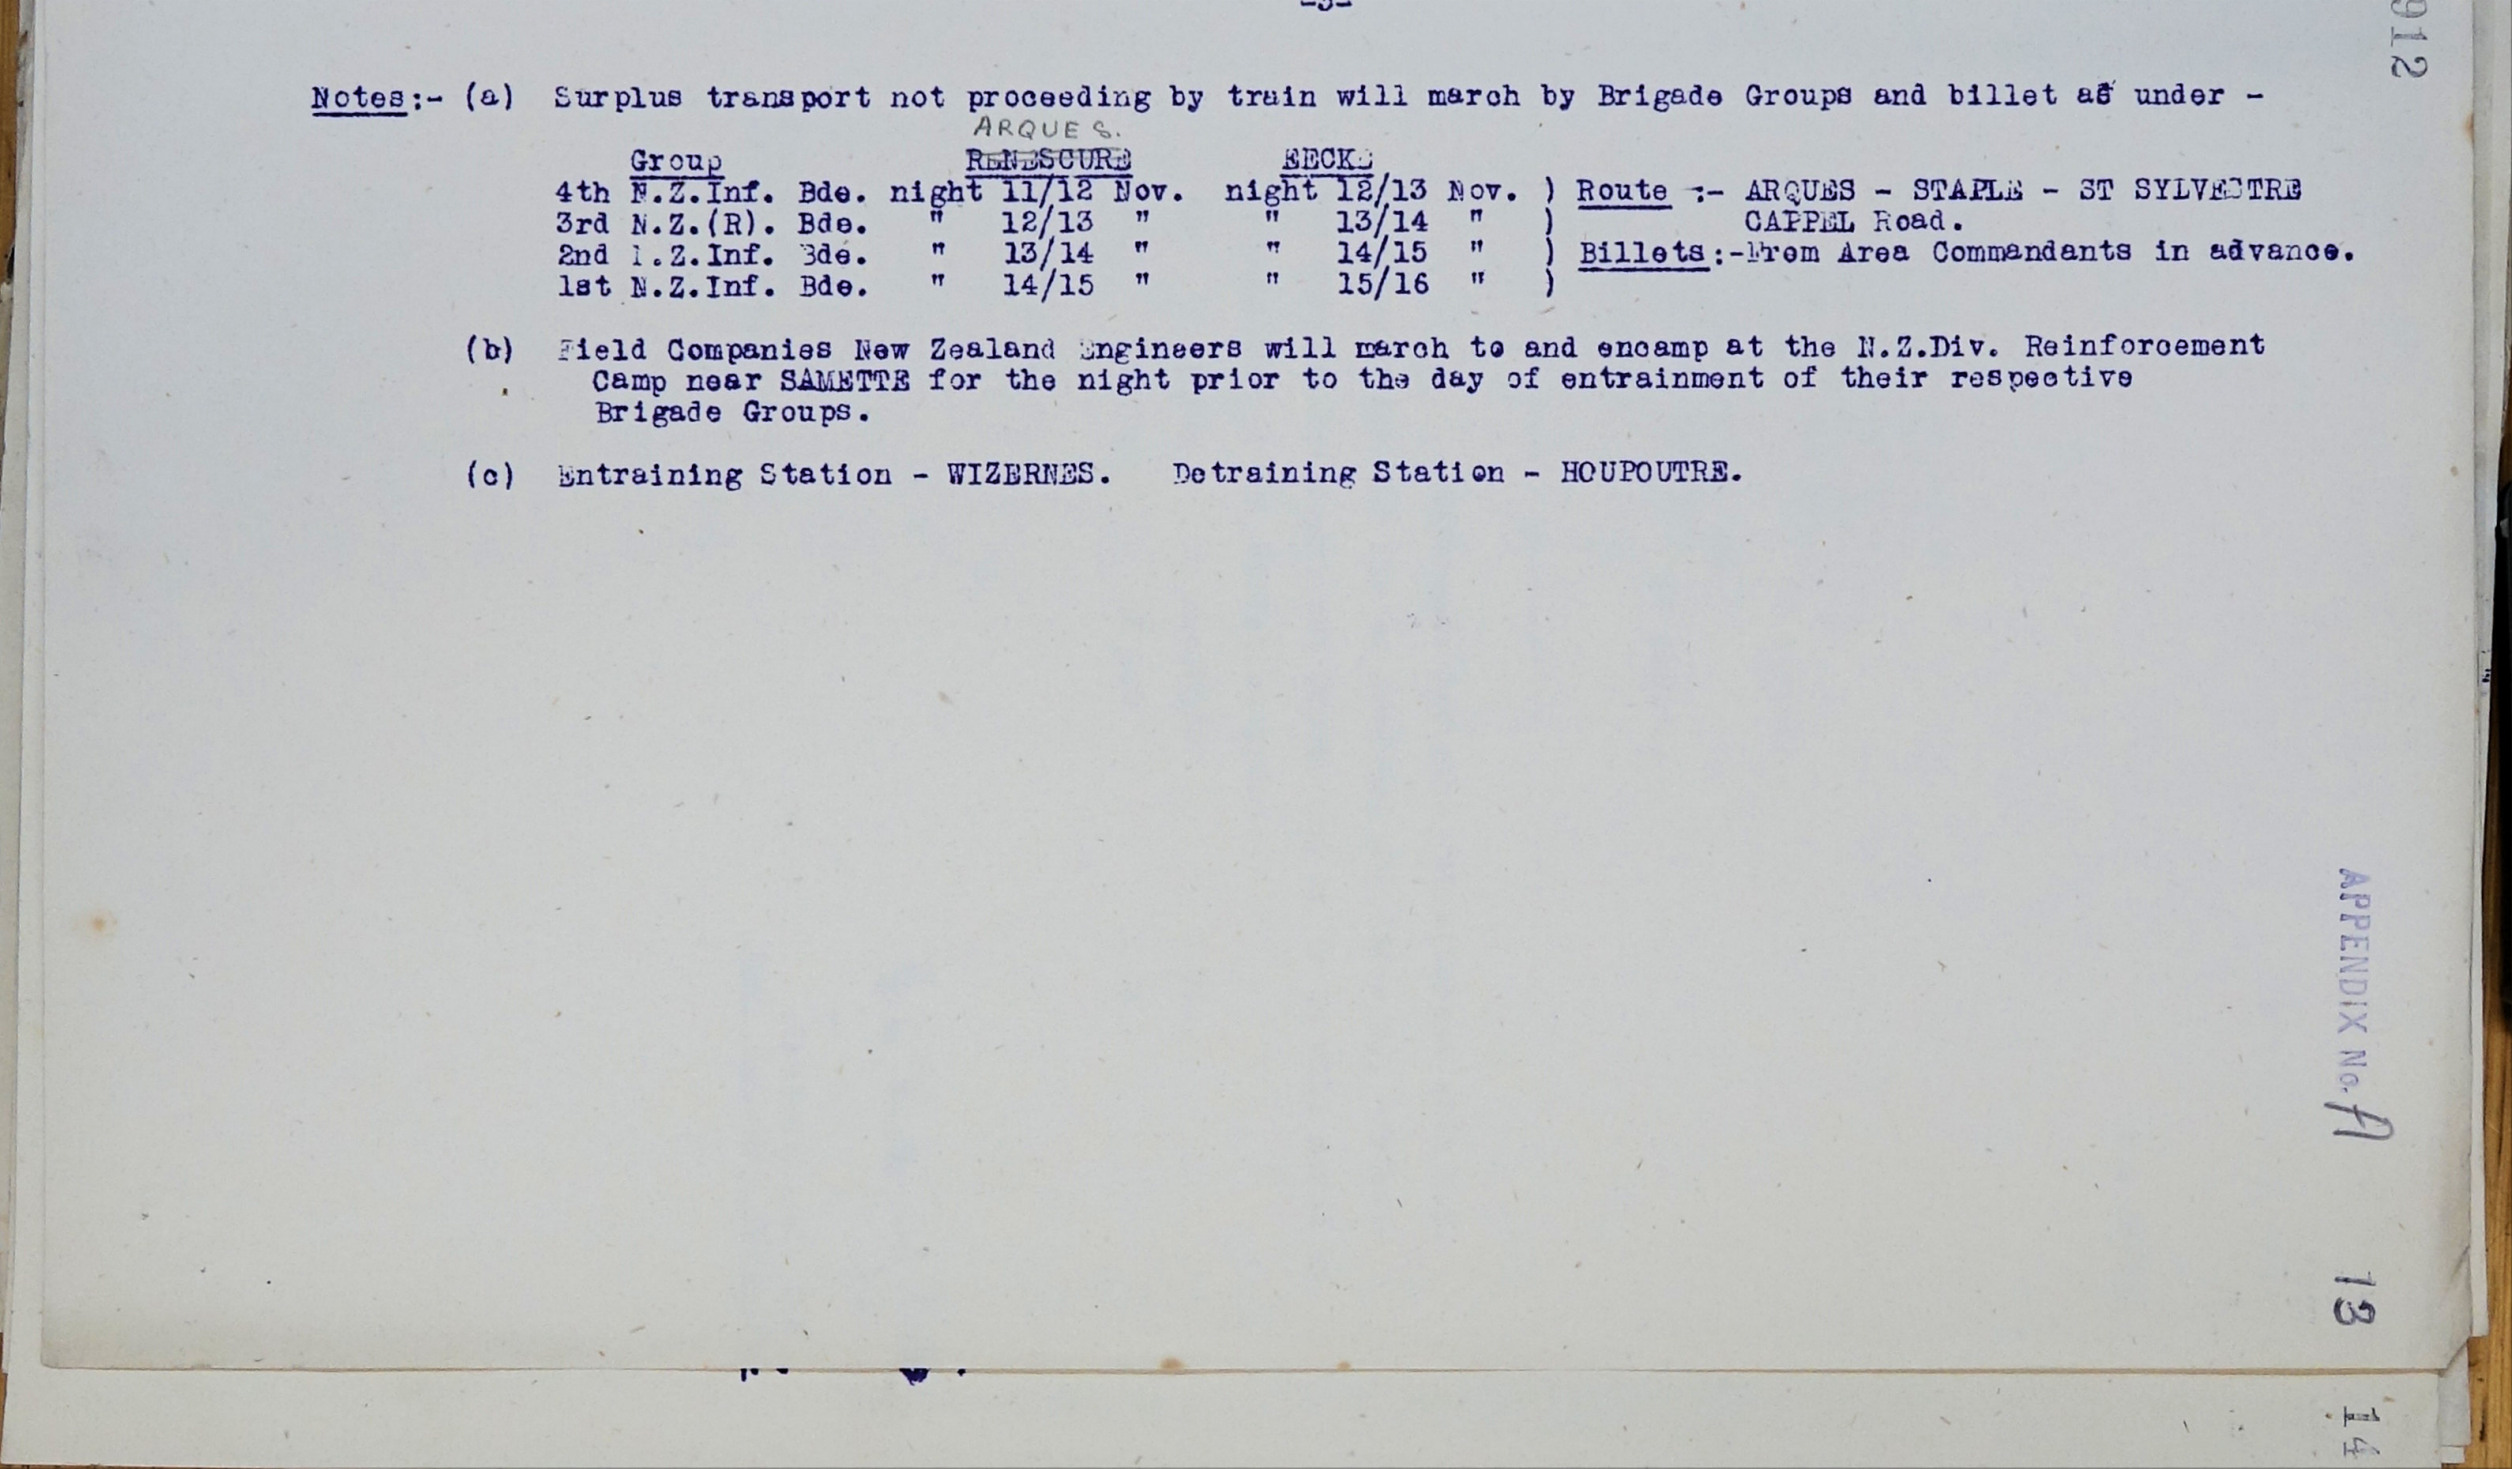 -3-
912
Notes:- (a) Surplus transport not proceeding by train will march by Brigade Groups and billet as under -
ARQUES.
Group RENESCURE EECKE
4th N.Z.Inf. Bde. night 11/12 Nov. night 12/13 Nov. ) Route :- ARQUES - STAPLE - ST SYLVESTRE
3rd N.Z.(R). Bde. " 12/13 " " 13/14 " ) CAPPEL Road.
2nd N.Z.Inf. Bde. " 13/14 " " 14/15 " ) Billets:-From Area Commandants in advance.
1st N.Z.Inf. Bde. " 14/15 " " 15/16 " )
(b) Field Companies New Zealand Engineers will march to and encamp at the N.Z.Div. Reinforcement
Camp near SAMETTE for the night prior to the day of entrainment of their respective
Brigade Groups.
(c) Entraining Station - WIZERNES. Detraining Station - HOUPOUTRE.
APPENDIX No. A
13
14